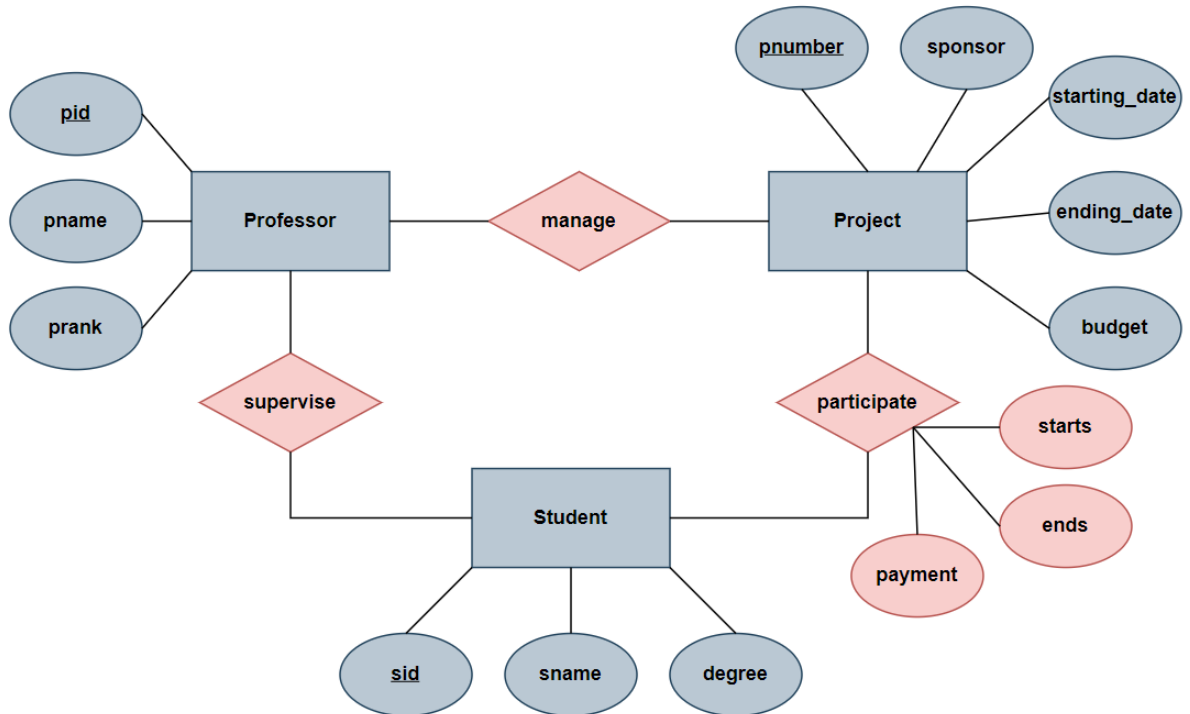 pnumber
sponsor
starting_date
pid
pname
Professor
manage
Project
ending_date
prank
budget
supervise
participate
starts
Student
ends
payment
sid
sname
degree